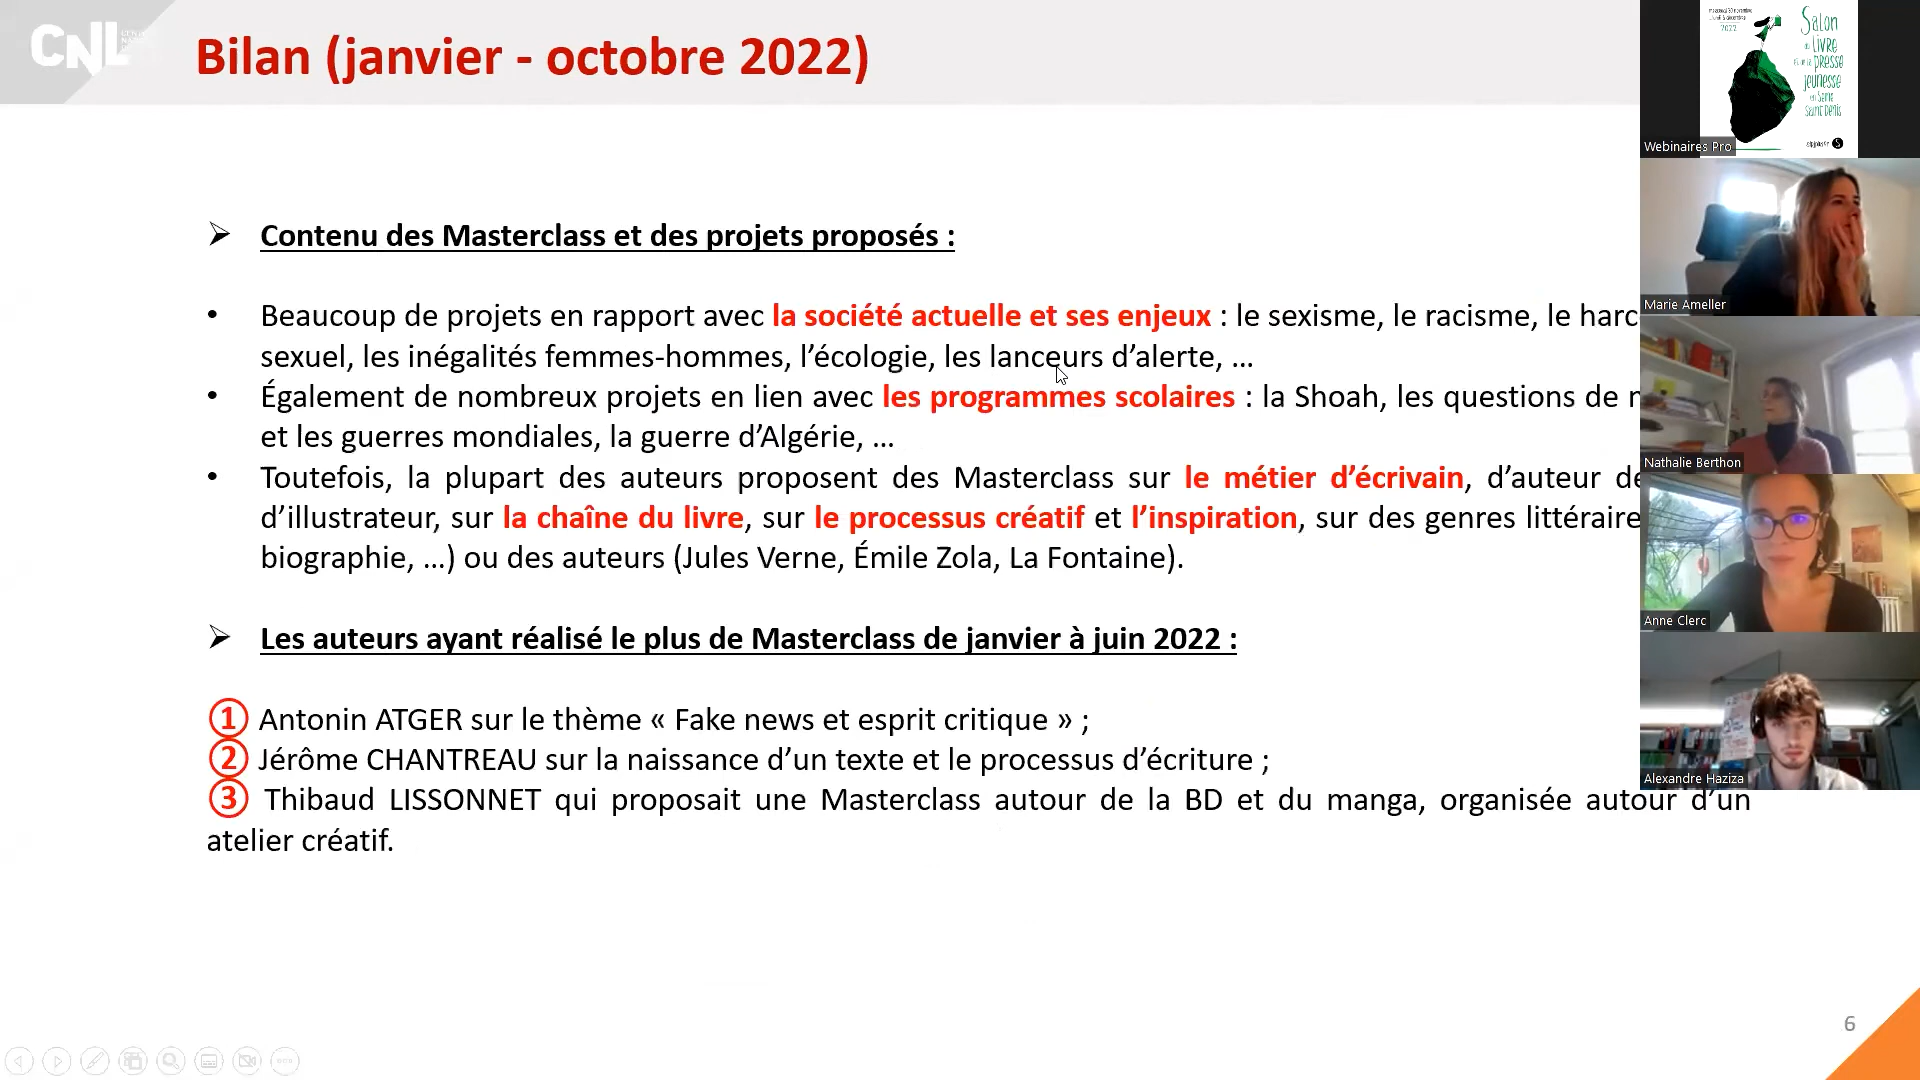 CNL
Bilan (janvier - octobre 2022)
Contenu des Masterclass et des projets proposés :
• Beaucoup de projets en rapport avec la société actuelle et ses enjeux : le sexisme, le racisme, le harc
sexuel, les inégalités femmes-hommes, l’écologie, les lanceurs d’alerte, ...
• Également de nombreux projets en lien avec les programmes scolaires : la Shoah, les questions de
et les guerres mondiales, la guerre d’Algérie, ...
• Toutefois, la plupart des auteurs proposent des Masterclass sur le métier d’écrivain, d’auteur de
d’illustrateur, sur la chaîne du livre, sur le processus créatif et l’inspiration, sur des genres littéraire
biographie, ...) ou des auteurs (Jules Verne, Émile Zola, La Fontaine).
Les auteurs ayant réalisé le plus de Masterclass de janvier à juin 2022 :
① Antonin ATGER sur le thème « Fake news et esprit critique » ;
② Jérôme CHANTREAU sur la naissance d’un texte et le processus d’écriture ;
③ Thibaud LISSONNET qui proposait une Masterclass autour de la BD et du manga, organisée autour d’un
atelier créatif.
6
2022
Salon
du livre
presse
jeunesse
en Seine
Saint-Denis
Webinaires Pro
Marie Ameller
Nathalie Berthon
Anne Clerc
Alexandre Haziza